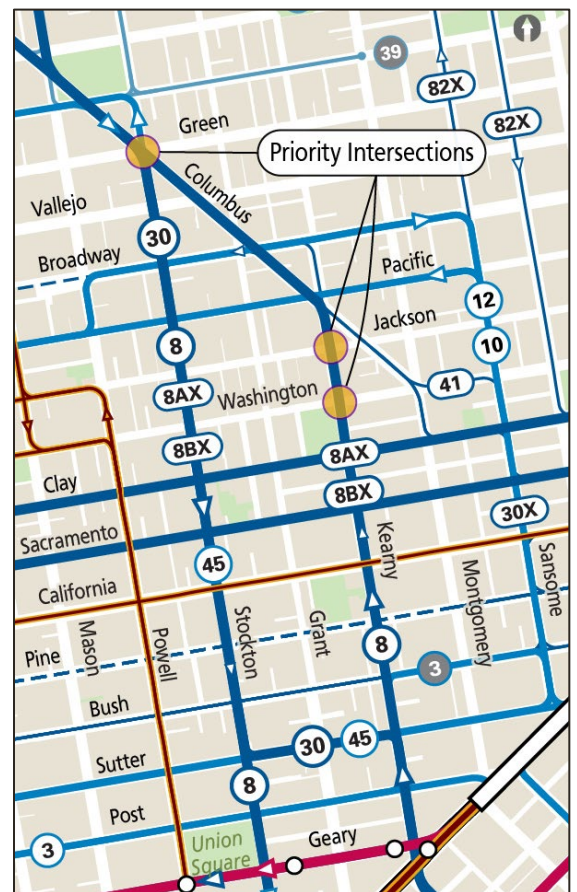 39
82X
82X
Green
Priority Intersections
Columbus
Vallejo
30
Broadway
Pacific
12
Jackson
8
10
41
8AX
Washington
8BX
8AX
Clay
8BX
30X
Sacramento
45
Kearny
Sansome
California
Montgomery
Grant
Stockton
Mason
Powell
Pine
8
3
Bush
30
45
Sutter
8
Post
Union
Square
Geary
3